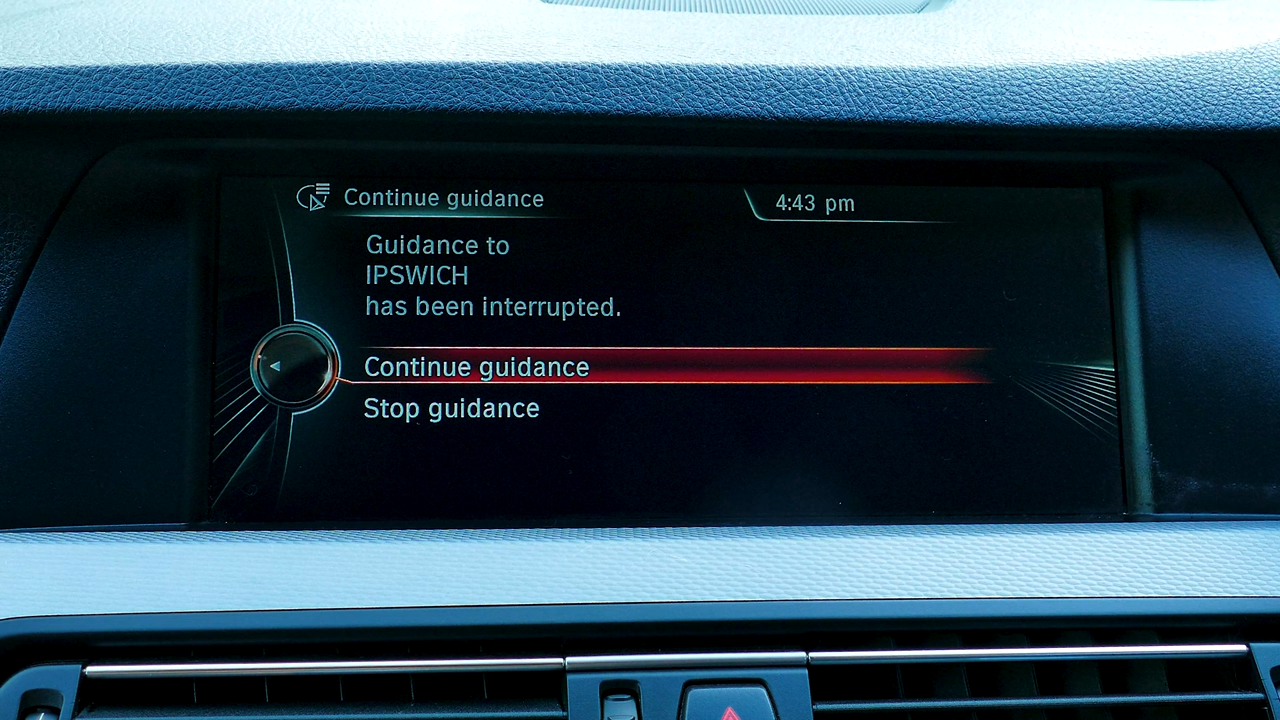 Continue guidance
4:43 pm
Guidance to
IPSWICH
has been interrupted.
Continue guidance
Stop guidance